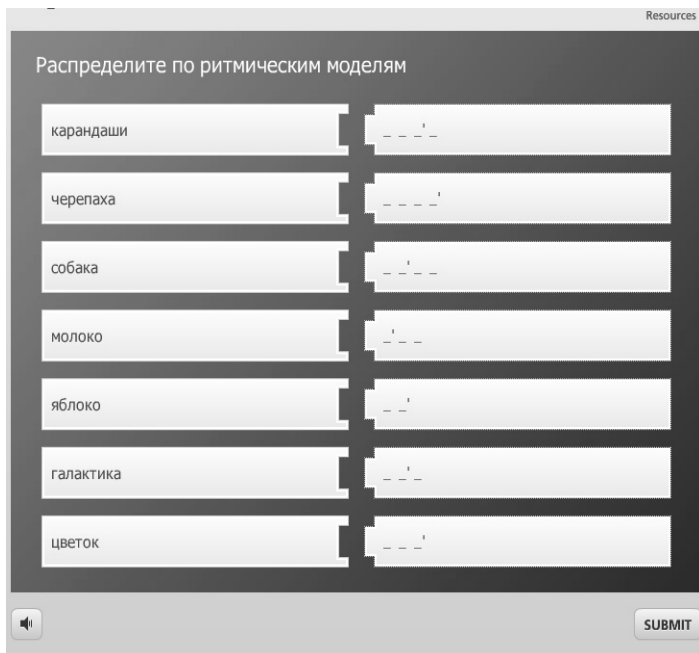 Resources
Распределите по ритмическим моделям
карандаши _ _ _'_
черепаха _ _ _ _'
собака _ _'_ _
молоко _'_ _
яблоко _ _'
галактика _ _'_
цветок _ _ _'
SUBMIT